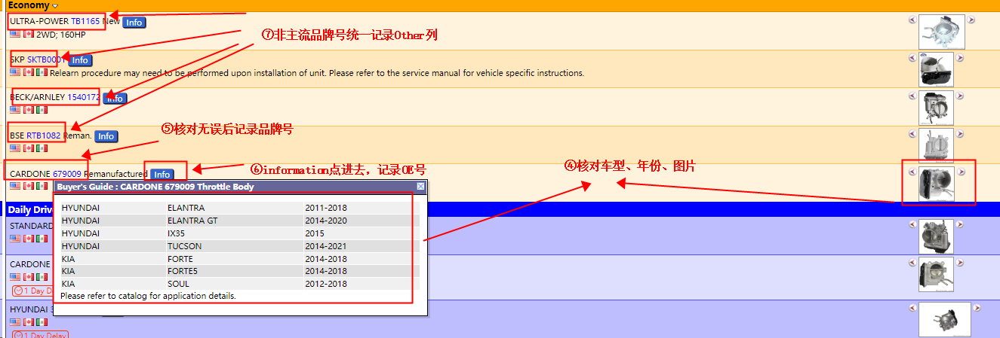 Economy
ULTRA-POWER TB1165 New Info
2WD; 160HP
⑦非主流品牌号统一记录Other列
SKP SKTB0001 Info
Relearn procedure may need to be performed upon installation of unit. Please refer to the service manual for vehicle specific instructions.
BECK/ARNLEY 1540172 Info
BSE RTB1082 Reman. Info
⑤核对无误后记录品牌号
CARDONE 679009 Remanufactured Info
⑥information点进去，记录OE号
④核对车型、年份、图片
Buyer's Guide : CARDONE 679009 Throttle Body
HYUNDAI ELANTRA 2011-2018
HYUNDAI ELANTRA GT 2014-2020
HYUNDAI IX35 2015
HYUNDAI TUCSON 2014-2021
KIA FORTE 2014-2018
KIA FORTE5 2014-2018
KIA SOUL 2012-2018
Please refer to catalog for application details.
Daily Drive
STANDARD
CARDONE
1 Day D
HYUNDAI 3
1 Day Delay